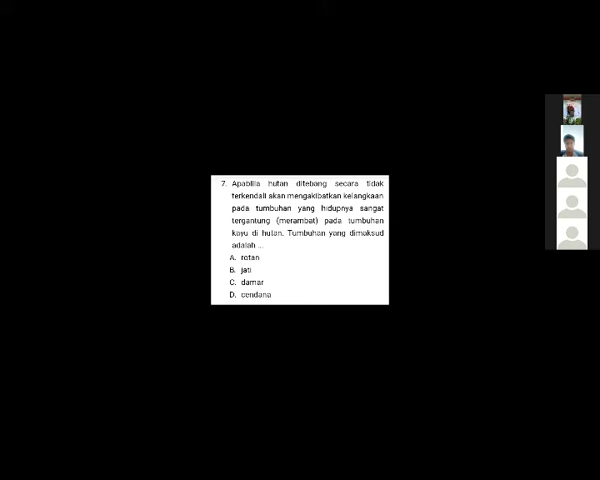 7. Apabila hutan ditebang secara tidak
terkendali akan mengakibatkan kelangkaan
pada tumbuhan yang hidupnya sangat
tergantung (merambat) pada tumbuhan
kayu di hutan. Tumbuhan yang dimaksud
adalah ...
A. rotan
B. jati
C. damar
D. cendana